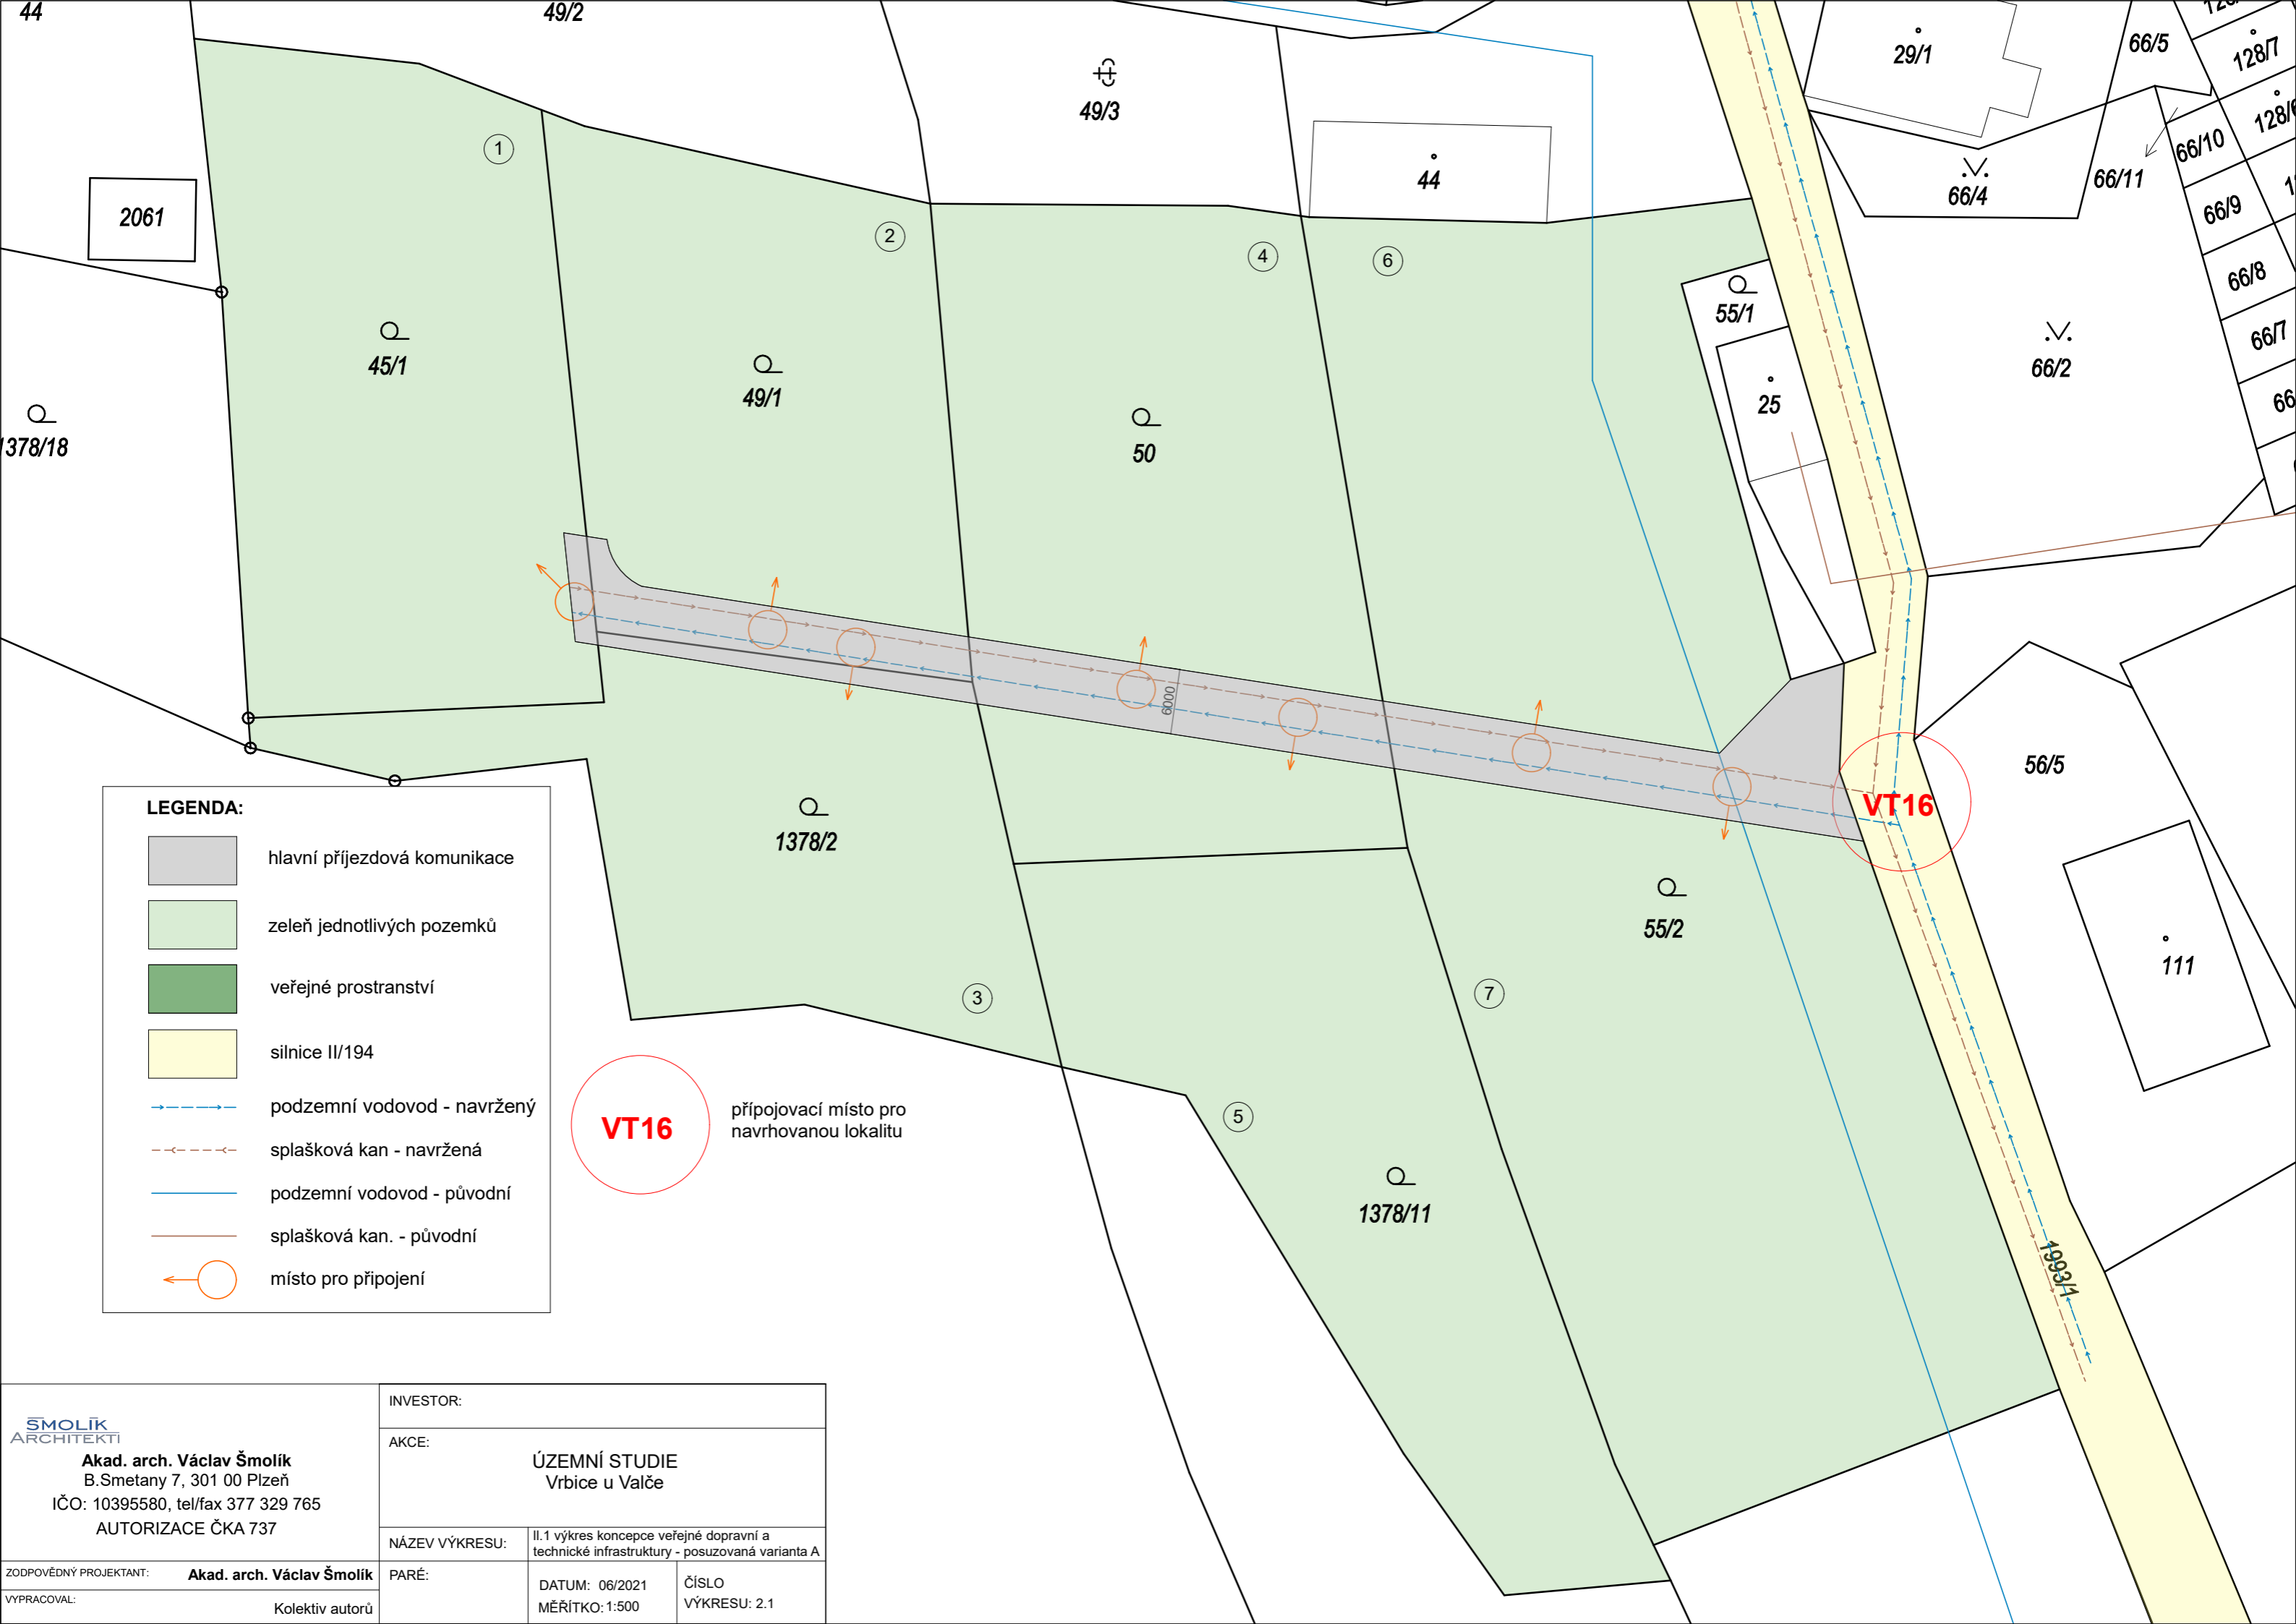 44
49/2
49/3
29/1
66/5
128/7
128/6
66/10
66/11
66/4
66/9
66/8
66/7
66/2
2061
1
2
4
6
44
55/1
25
45/1
49/1
50
1378/18
6000
VT16
56/5
1378/2
55/2
111
3
7
5
1378/11
1993/1
LEGENDA:
hlavní příjezdová komunikace
zeleň jednotlivých pozemků
veřejné prostranství
silnice II/194
podzemní vodovod - navržený
splašková kan - navržená
podzemní vodovod - původní
splašková kan. - původní
místo pro připojení
VT16
přípojovací místo pro
navrhovanou lokalitu
ŠMOLÍK
ARCHITEKTI
Akad. arch. Václav Šmolík
B.Smetany 7, 301 00 Plzeň
IČO: 10395580, tel/fax 377 329 765
AUTORIZACE ČKA 737
ZODPOVĚDNÝ PROJEKTANT: Akad. arch. Václav Šmolík
VYPRACOVAL: Kolektiv autorů
INVESTOR:
AKCE:
ÚZEMNÍ STUDIE
Vrbice u Valče
NÁZEV VÝKRESU:
II.1 výkres koncepce veřejné dopravní a
technické infrastruktury - posuzovaná varianta A
PARÉ:
DATUM: 06/2021
MĚŘÍTKO: 1:500
ČÍSLO
VÝKRESU: 2.1